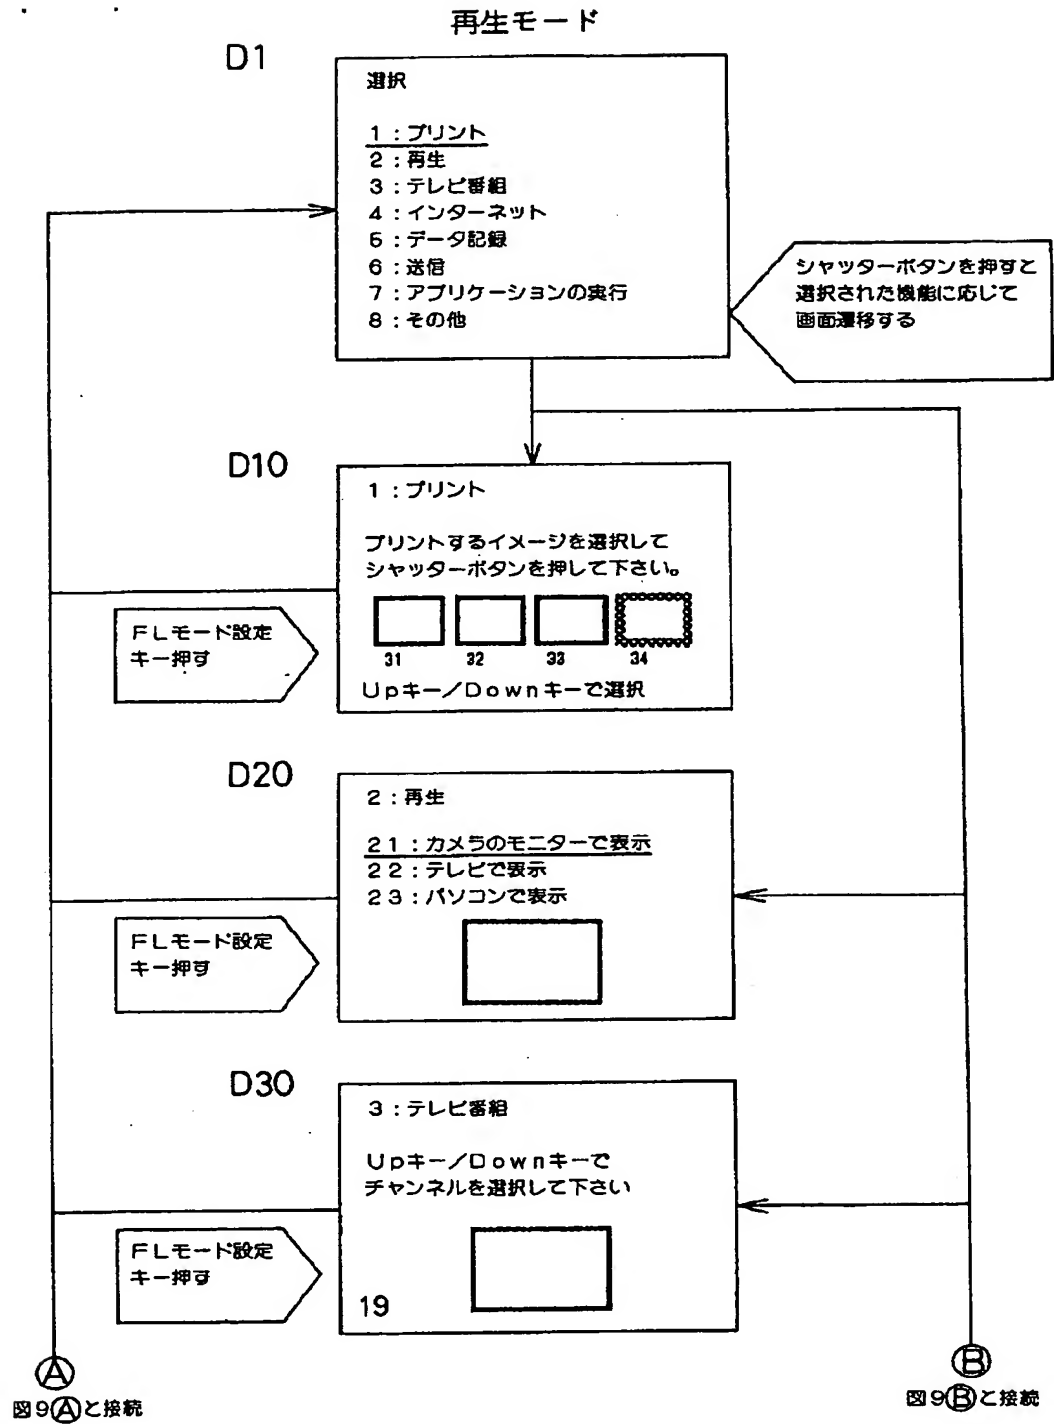 再生モード
D1
選択
1:プリント
2:再生
3:テレビ番組
4:インターネット
5:データ記録
6:送信
7:アプリケーションの実行
8:その他
シャッターボタンを押すと
選択された機能に応じて
画面遷移する
D10
1:プリント
プリントするイメージを選択して
シャッターボタンを押して下さい。
31 32 33 34
Upキー/Downキーで選択
FLモード設定
キー押す
D20
2:再生
21:カメラのモニターで表示
22:テレビで表示
23:パソコンで表示
FLモード設定
キー押す
D30
3:テレビ番組
Upキー/Downキーで
チャンネルを選択して下さい
19
FLモード設定
キー押す
Ⓐ
図9Ⓐと接続
Ⓑ
図9Ⓑと接続